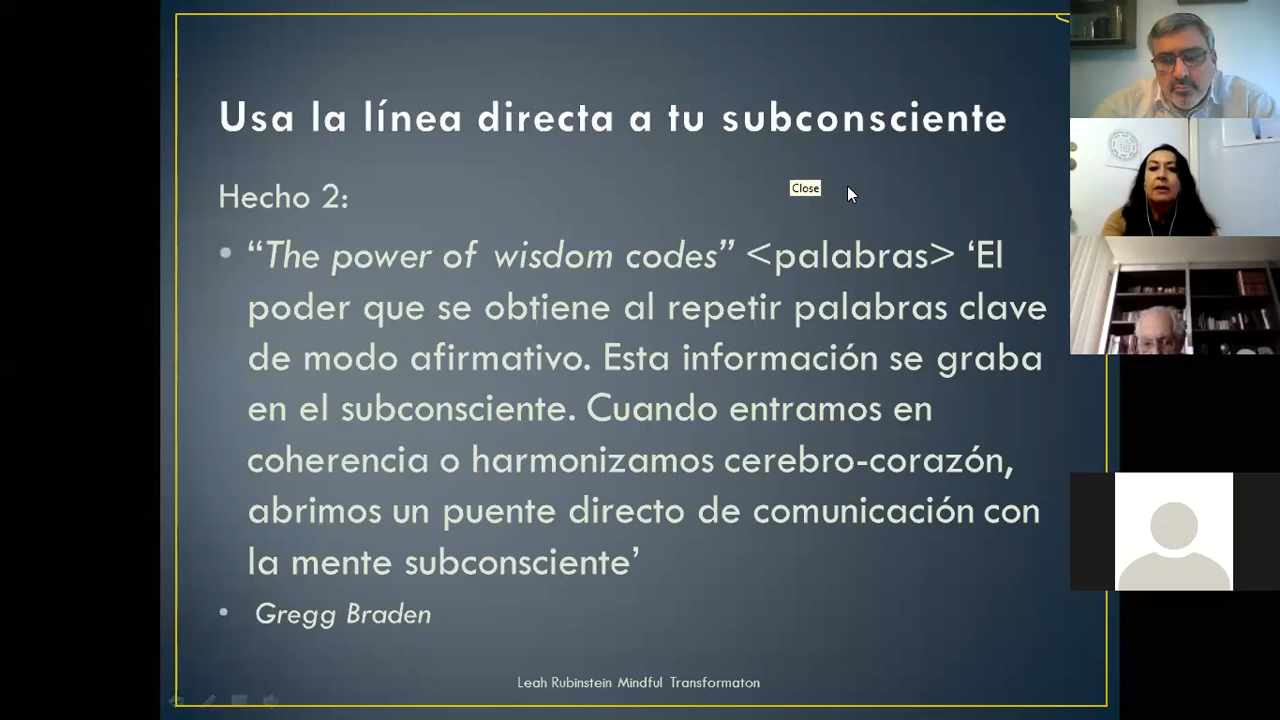 Usa la línea directa a tu subconsciente
Hecho 2:
Close
• “The power of wisdom codes” <palabras> ‘El
poder que se obtiene al repetir palabras clave
de modo afirmativo. Esta información se graba
en el subconsciente. Cuando entramos en
coherencia o harmonizamos cerebro-corazón,
abrimos un puente directo de comunicación con
la mente subconsciente’
• Gregg Braden
Leah Rubinstein Mindful Transformaton